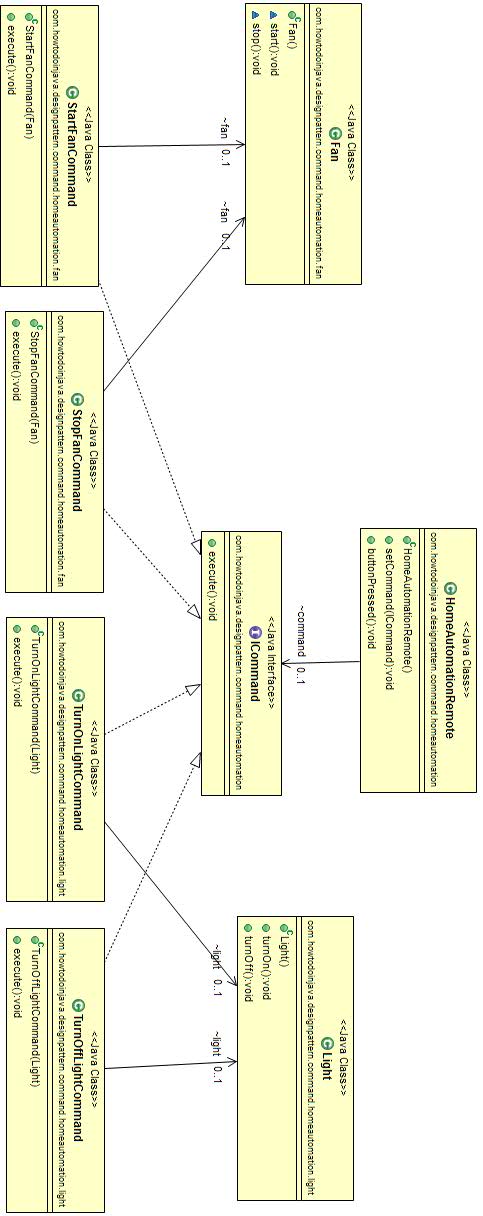 <<Java Class>>
HomeAutomationRemote
com.howtodoinjava.designpattern.command.homeautomation
HomeAutomationRemote()
setCommand(ICommand):void
buttonPressed():void
<<Java Class>>
Fan
com.howtodoinjava.designpattern.command.homeautomation.fan
Fan()
start():void
stop():void
~command 0..1
<<Java Class>>
Light
com.howtodoinjava.designpattern.command.homeautomation.light
Light()
turnOn():void
turnOff():void
<<Java Interface>>
ICommand
com.howtodoinjava.designpattern.command.homeautomation
execute():void
~fan 0..1
~fan 0..1
~light 0..1
~light 0..1
<<Java Class>>
StartFanCommand
com.howtodoinjava.designpattern.command.homeautomation.fan
StartFanCommand(Fan)
execute():void
<<Java Class>>
StopFanCommand
com.howtodoinjava.designpattern.command.homeautomation.fan
StopFanCommand(Fan)
execute():void
<<Java Class>>
TurnOnLightCommand
com.howtodoinjava.designpattern.command.homeautomation.light
TurnOnLightCommand(Light)
execute():void
<<Java Class>>
TurnOffLightCommand
com.howtodoinjava.designpattern.command.homeautomation.light
TurnOffLightCommand(Light)
execute():void